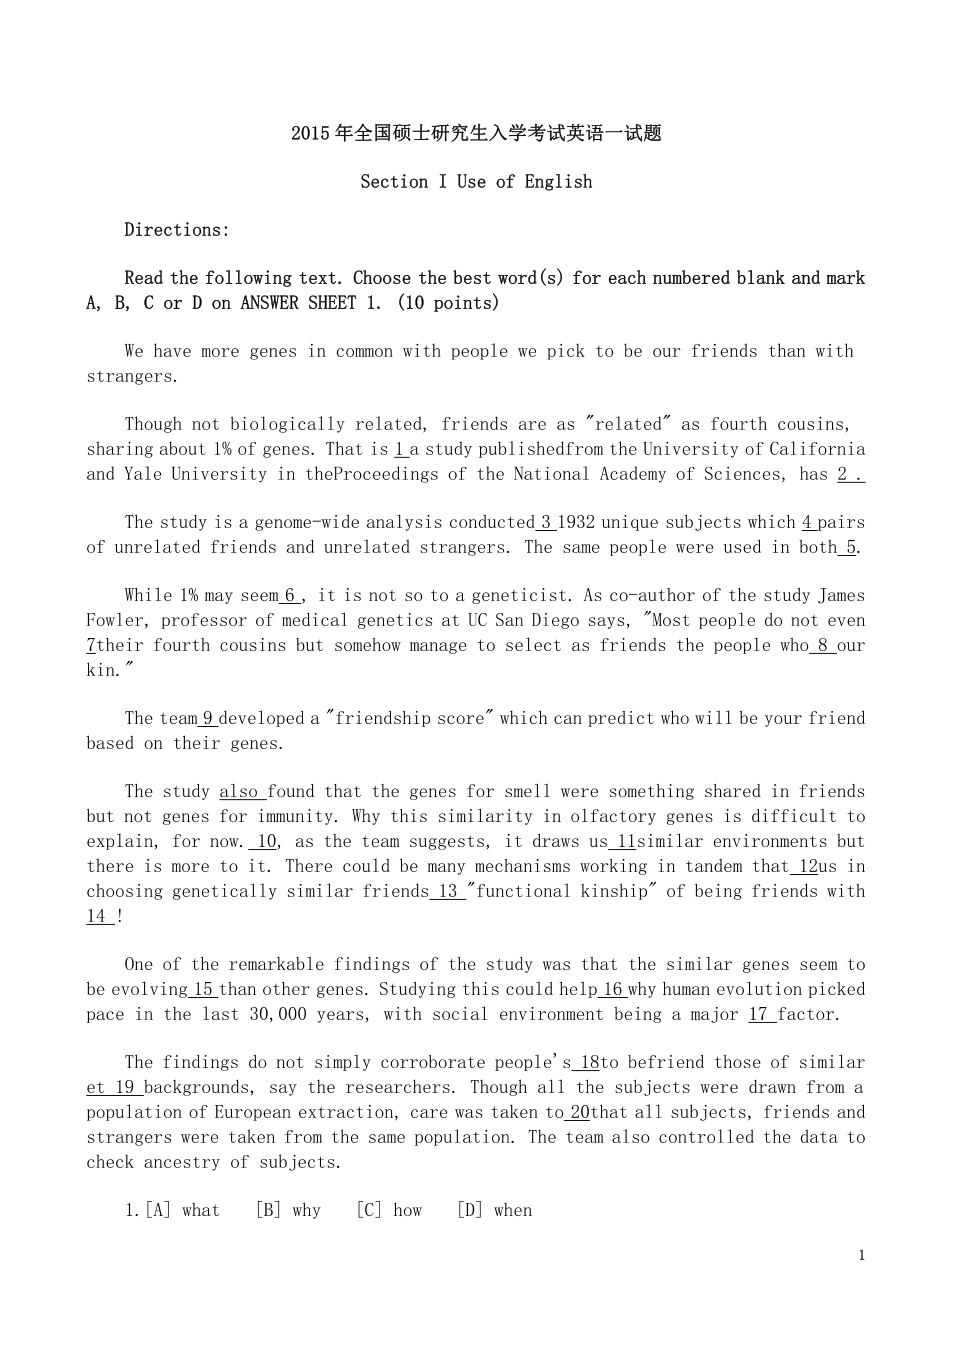 2015年全国硕士研究生入学考试英语一试题
Section I Use of English
Directions:
Read the following text. Choose the best word(s) for each numbered blank and mark
A, B, C or D on ANSWER SHEET 1. (10 points)
We have more genes in common with people we pick to be our friends than with
strangers.
Though not biologically related, friends are as "related" as fourth cousins,
sharing about 1% of genes. That is 1 a study publishedfrom the University of California
and Yale University in theProceedings of the National Academy of Sciences, has 2 .
The study is a genome-wide analysis conducted 3 1932 unique subjects which 4 pairs
of unrelated friends and unrelated strangers. The same people were used in both 5.
While 1% may seem 6 , it is not so to a geneticist. As co-author of the study James
Fowler, professor of medical genetics at UC San Diego says, "Most people do not even
7their fourth cousins but somehow manage to select as friends the people who 8 our
kin."
The team 9 developed a "friendship score" which can predict who will be your friend
based on their genes.
The study also found that the genes for smell were something shared in friends
but not genes for immunity. Why this similarity in olfactory genes is difficult to
explain, for now. 10, as the team suggests, it draws us 11similar environments but
there is more to it. There could be many mechanisms working in tandem that 12us in
choosing genetically similar friends 13 "functional kinship" of being friends with
14 !
One of the remarkable findings of the study was that the similar genes seem to
be evolving 15 than other genes. Studying this could help 16 why human evolution picked
pace in the last 30,000 years, with social environment being a major 17 factor.
The findings do not simply corroborate people's 18to befriend those of similar
et 19 backgrounds, say the researchers. Though all the subjects were drawn from a
population of European extraction, care was taken to 20that all subjects, friends and
strangers were taken from the same population. The team also controlled the data to
check ancestry of subjects.
1.[A] what [B] why [C] how [D] when
1